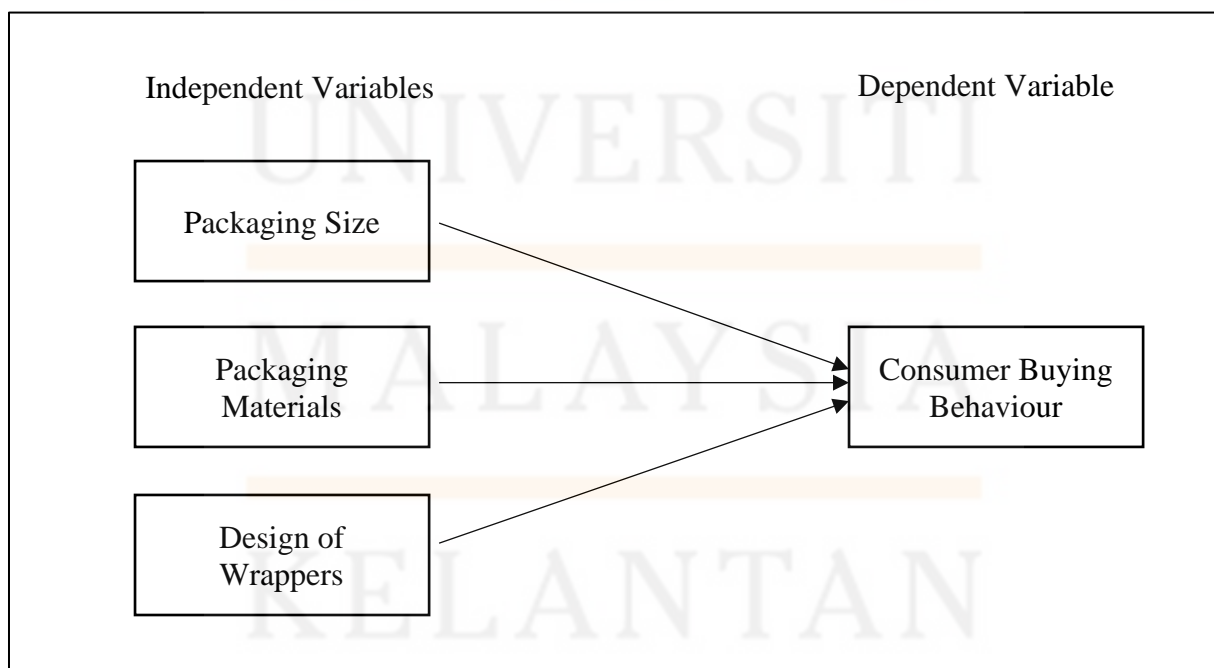 Independent Variables
Dependent Variable
UNIVERSITI
Packaging Size
MALAYSIA
Packaging
Materials
Consumer Buying
Behaviour
Design of
Wrappers
KELANTAN